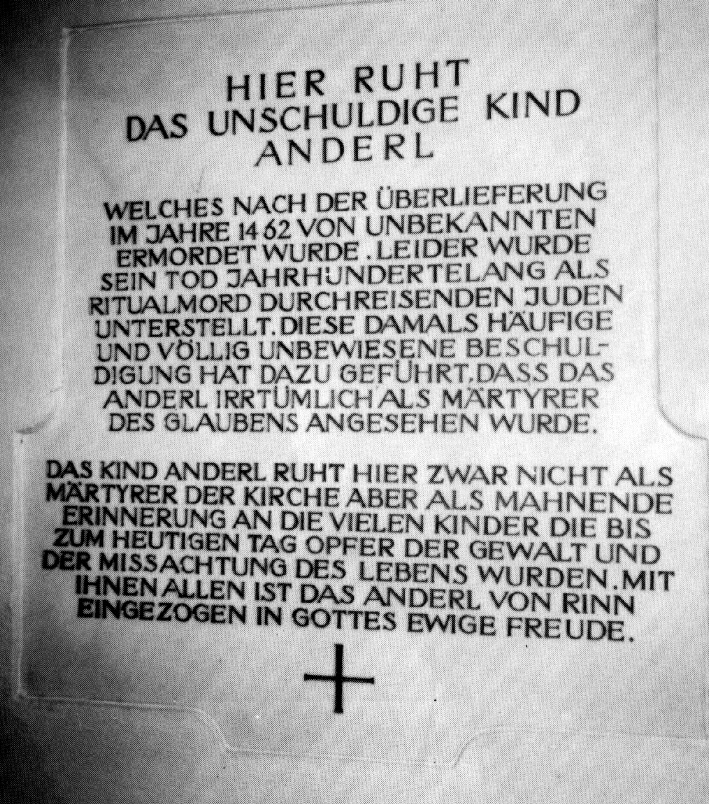 HIER RUHT
DAS UNSCHULDIGE KIND
ANDERL
WELCHES NACH DER ÜBERLIEFERUNG
IM JAHRE 1462 VON UNBEKANNTEN
ERMORDET WURDE. LEIDER WURDE
SEIN TOD JAHRHUNDERTELANG ALS
RITUALMORD DURCHREISENDEN JUDEN
UNTERSTELLT. DIESE DAMALS HÄUFIGE
UND VÖLLIG UNBEWIESENE BESCHUL-
DIGUNG HAT DAZU GEFÜHRT, DASS DAS
ANDERL IRRTÜMLICH ALS MÄRTYRER
DES GLAUBENS ANGESEHEN WURDE.
DAS KIND ANDERL RUHT HIER ZWAR NICHT ALS
MÄRTYRER DER KIRCHE ABER ALS MAHNENDE
ERINNERUNG AN DIE VIELEN KINDER DIE BIS
ZUM HEUTIGEN TAG OPFER DER GEWALT UND
DER MISSACHTUNG DES LEBENS WURDEN. MIT
IHNEN ALLEN IST DAS ANDERL VON RINN
EINGEZOGEN IN GOTTES EWIGE FREUDE.